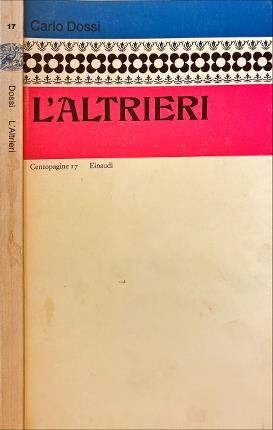 17
Dossi L'Altrieri
Carlo Dossi
L'ALTRIERI
Centopagine 17 Einaudi